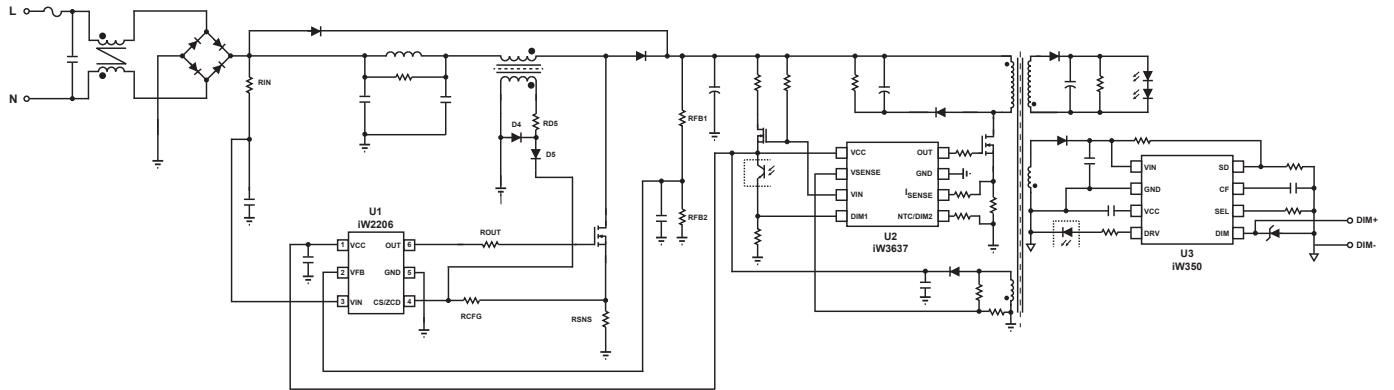 L
N
RIN
D4
RD5
D5
RFB1
RFB2
U1
iW2206
1 VCC
OUT 6
2 VFB
GND 5
3 VIN
CS/ZCD 4
ROUT
RCFG
RSNS
VCC
OUT
VSENSE
GND
VIN
ISENSE
DIM1
NTC/DIM2
U2
iW3637
VIN
SD
GND
CF
VCC
SEL
DRV
DIM
U3
iW350
DIM+
DIM-